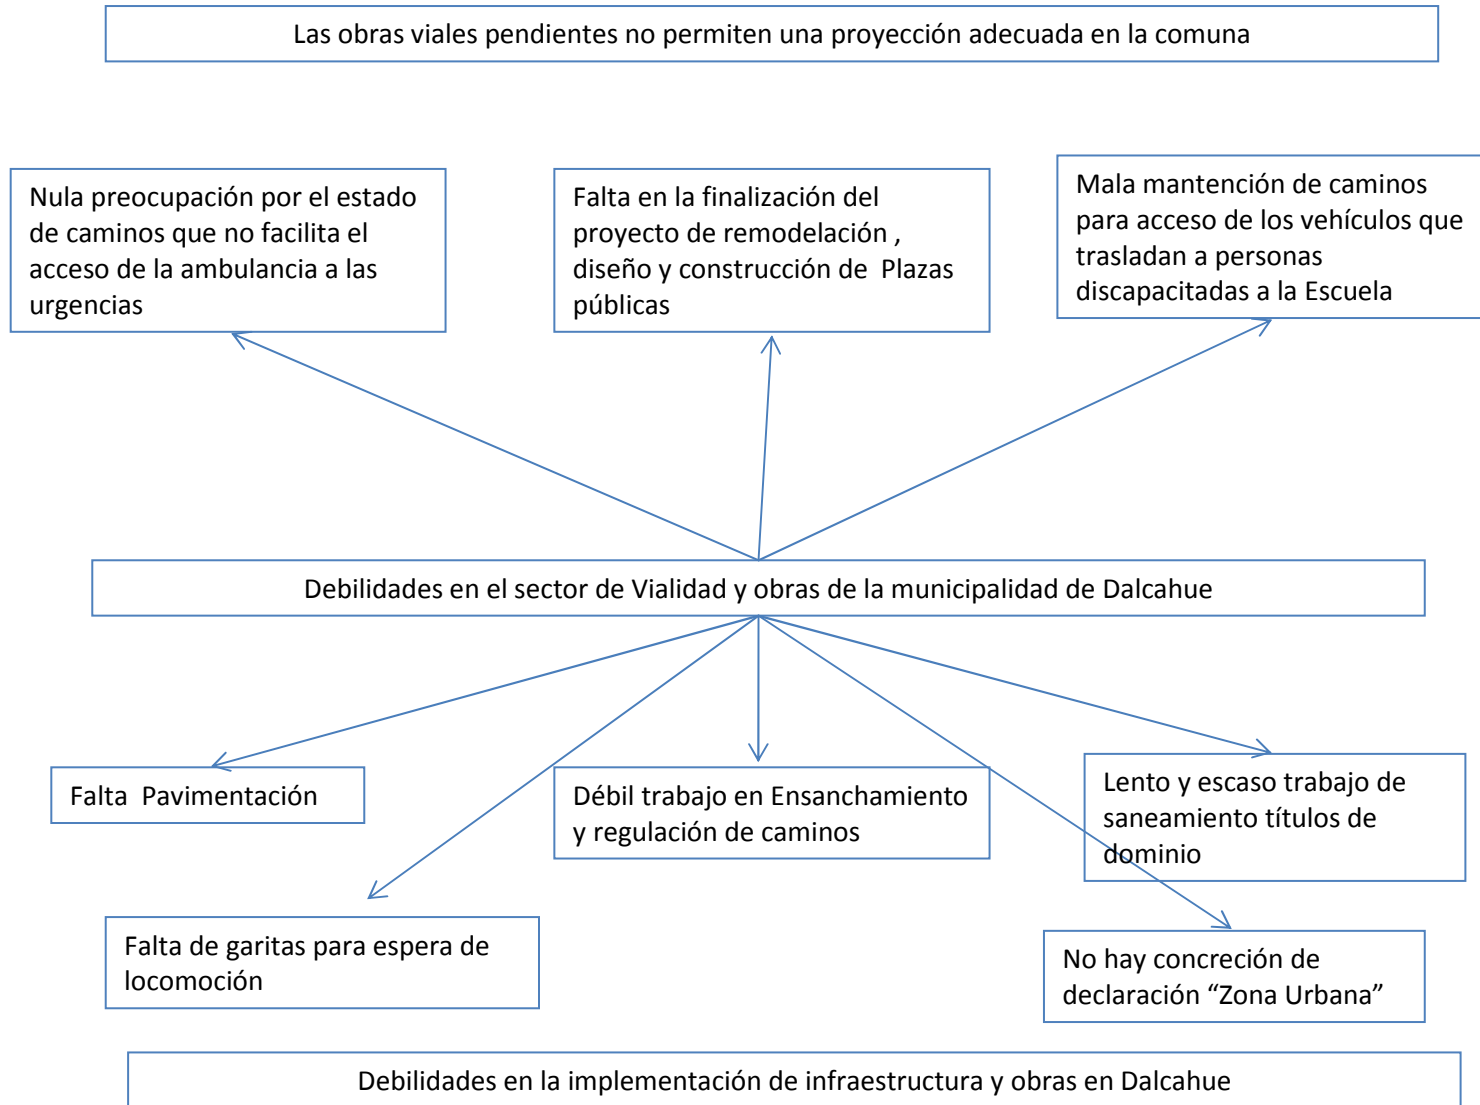 Las obras viales pendientes no permiten una proyección adecuada en la comuna
Nula preocupación por el estado
de caminos que no facilita el
acceso de la ambulancia a las
urgencias
Falta en la finalización del
proyecto de remodelación ,
diseño y construcción de Plazas
públicas
Mala mantención de caminos
para acceso de los vehículos que
trasladan a personas
discapacitadas a la Escuela
Debilidades en el sector de Vialidad y obras de la municipalidad de Dalcahue
Falta Pavimentación
Débil trabajo en Ensanchamiento
y regulación de caminos
Lento y escaso trabajo de
saneamiento títulos de
dominio
Falta de garitas para espera de
locomoción
No hay concreción de
declaración “Zona Urbana”
Debilidades en la implementación de infraestructura y obras en Dalcahue